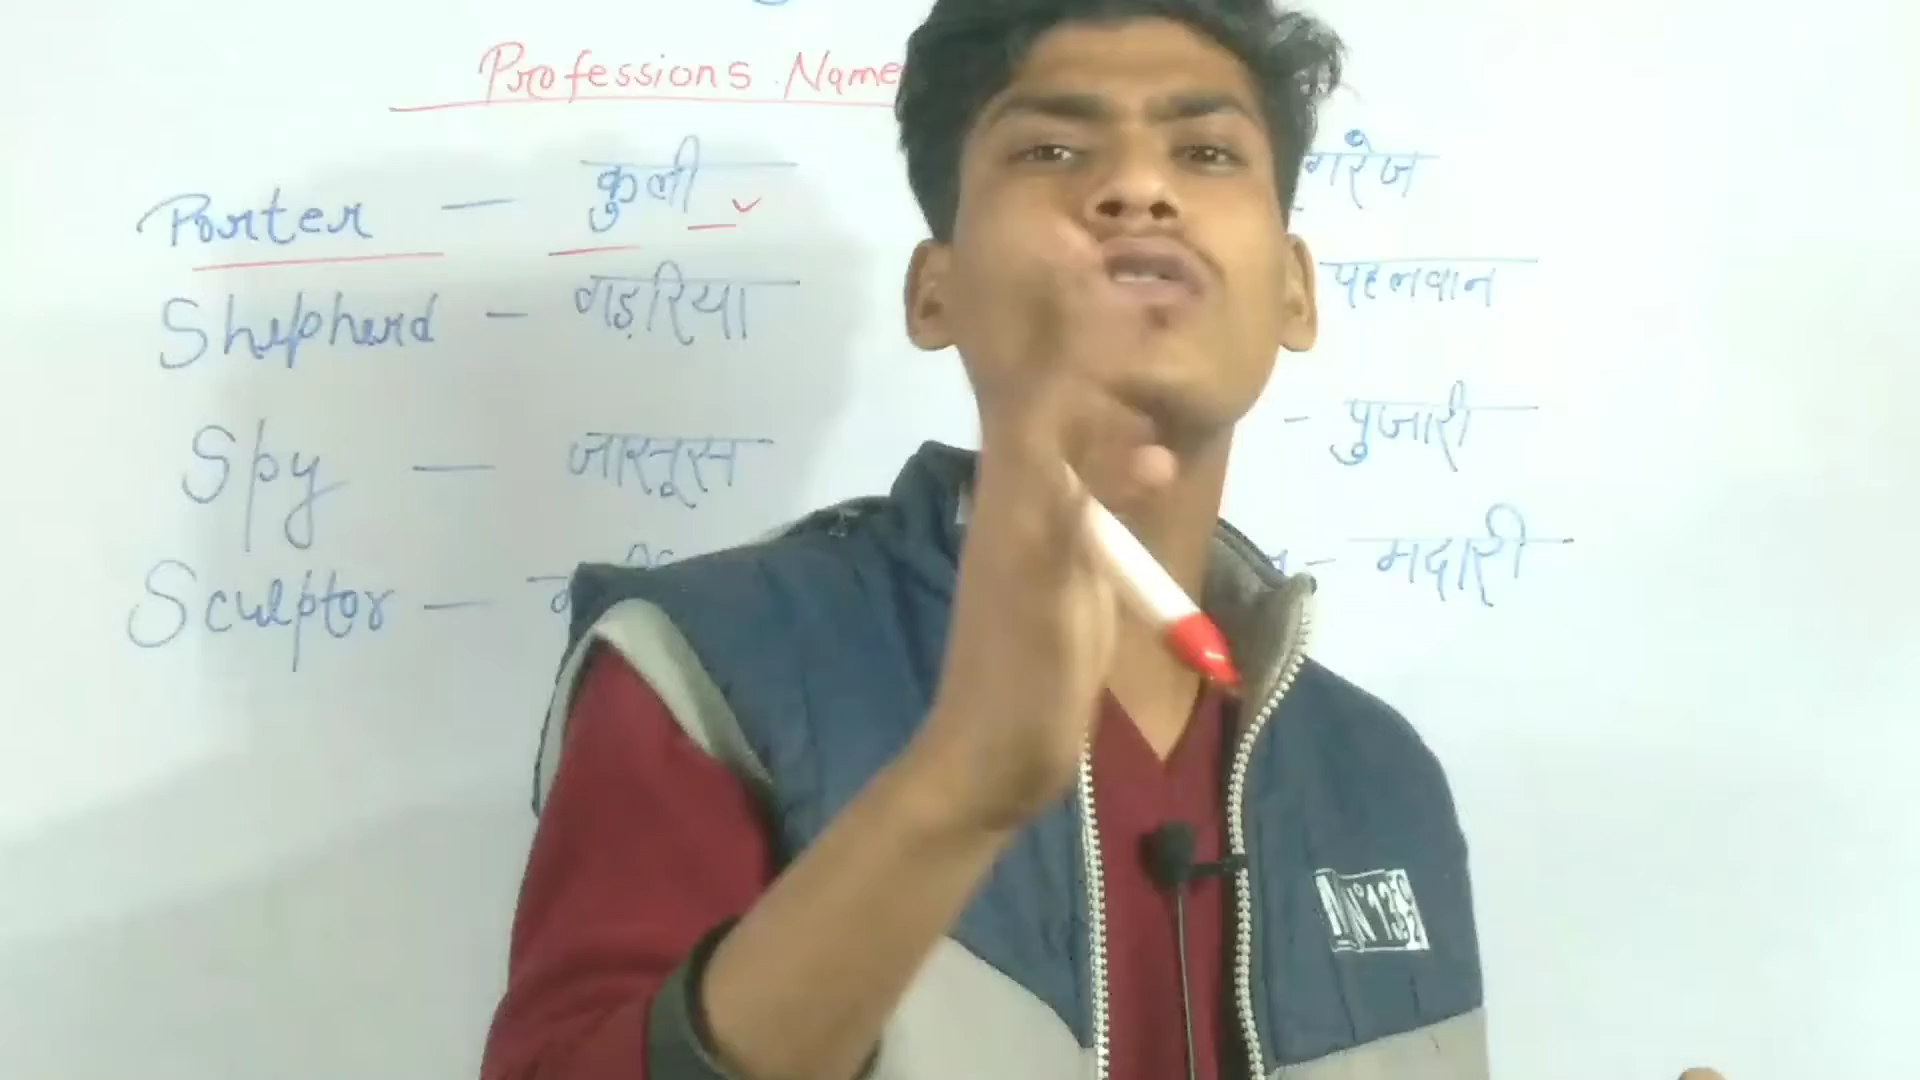 Professions Name
Porter — कुली
Shepherd — गड़रिया
Spy — जासूस
Sculptor —
गरेज
पहलवान
- पुजारी
- मदारी
N°139